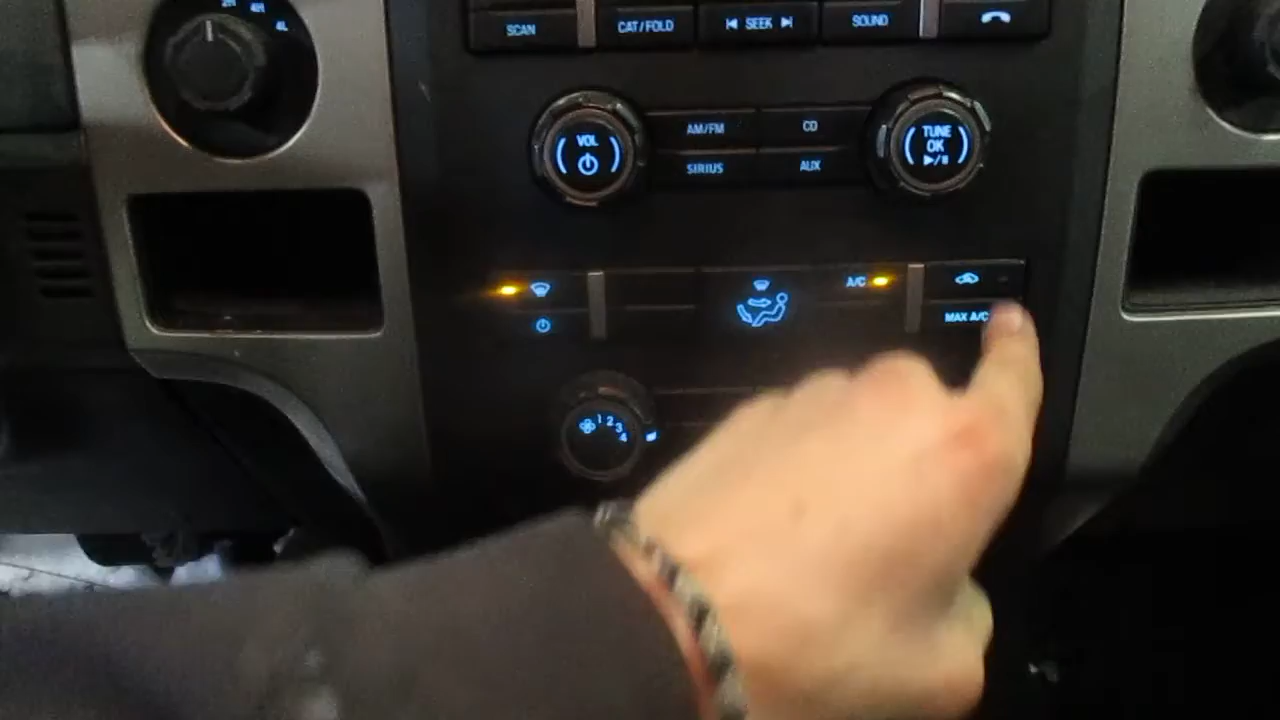 2H 4H
4L
SCAN CAT/FOLD SEEK SOUND
VOL AM/FM CD TUNE
OK
SIRIUS AUX
A/C
MAX A/C
1 2 3 4